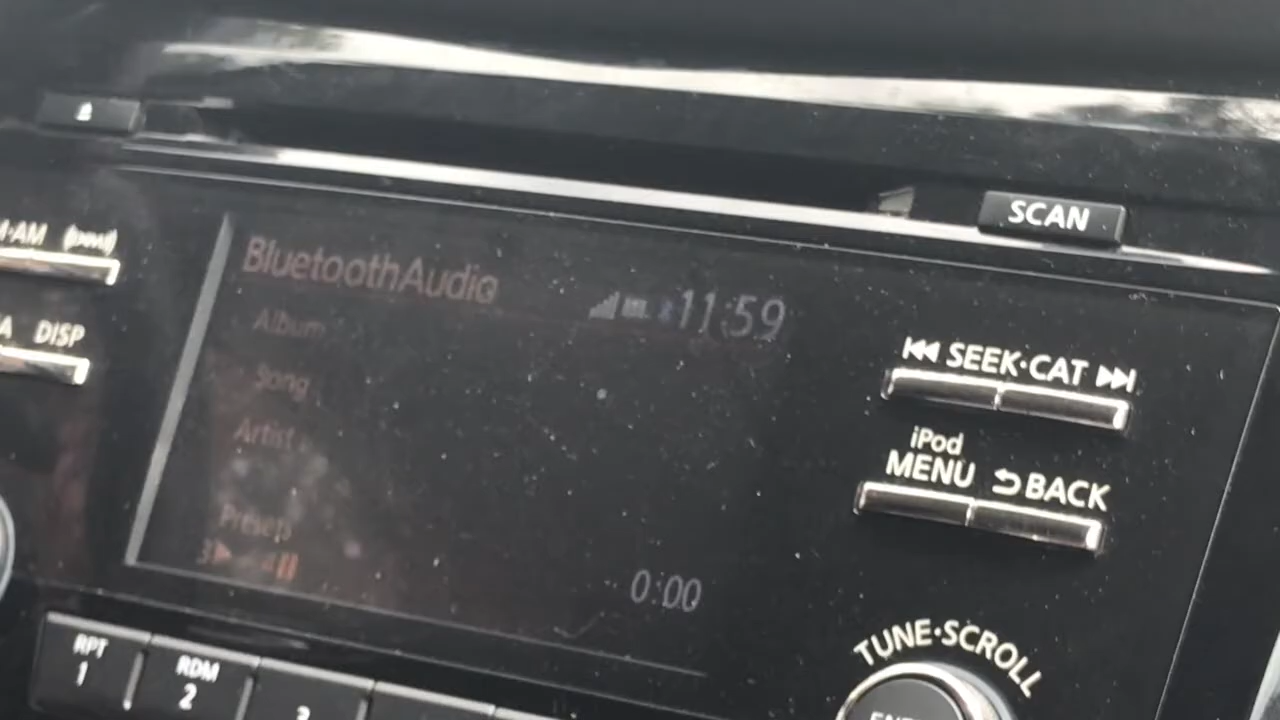 SCAN
AM
DISP
BluetoothAudio
11:59
Album
Song
Artist
Presets
0:00
SEEK·CAT
iPod
MENU
BACK
TUNE·SCROLL
RPT
1
RDM
2
3